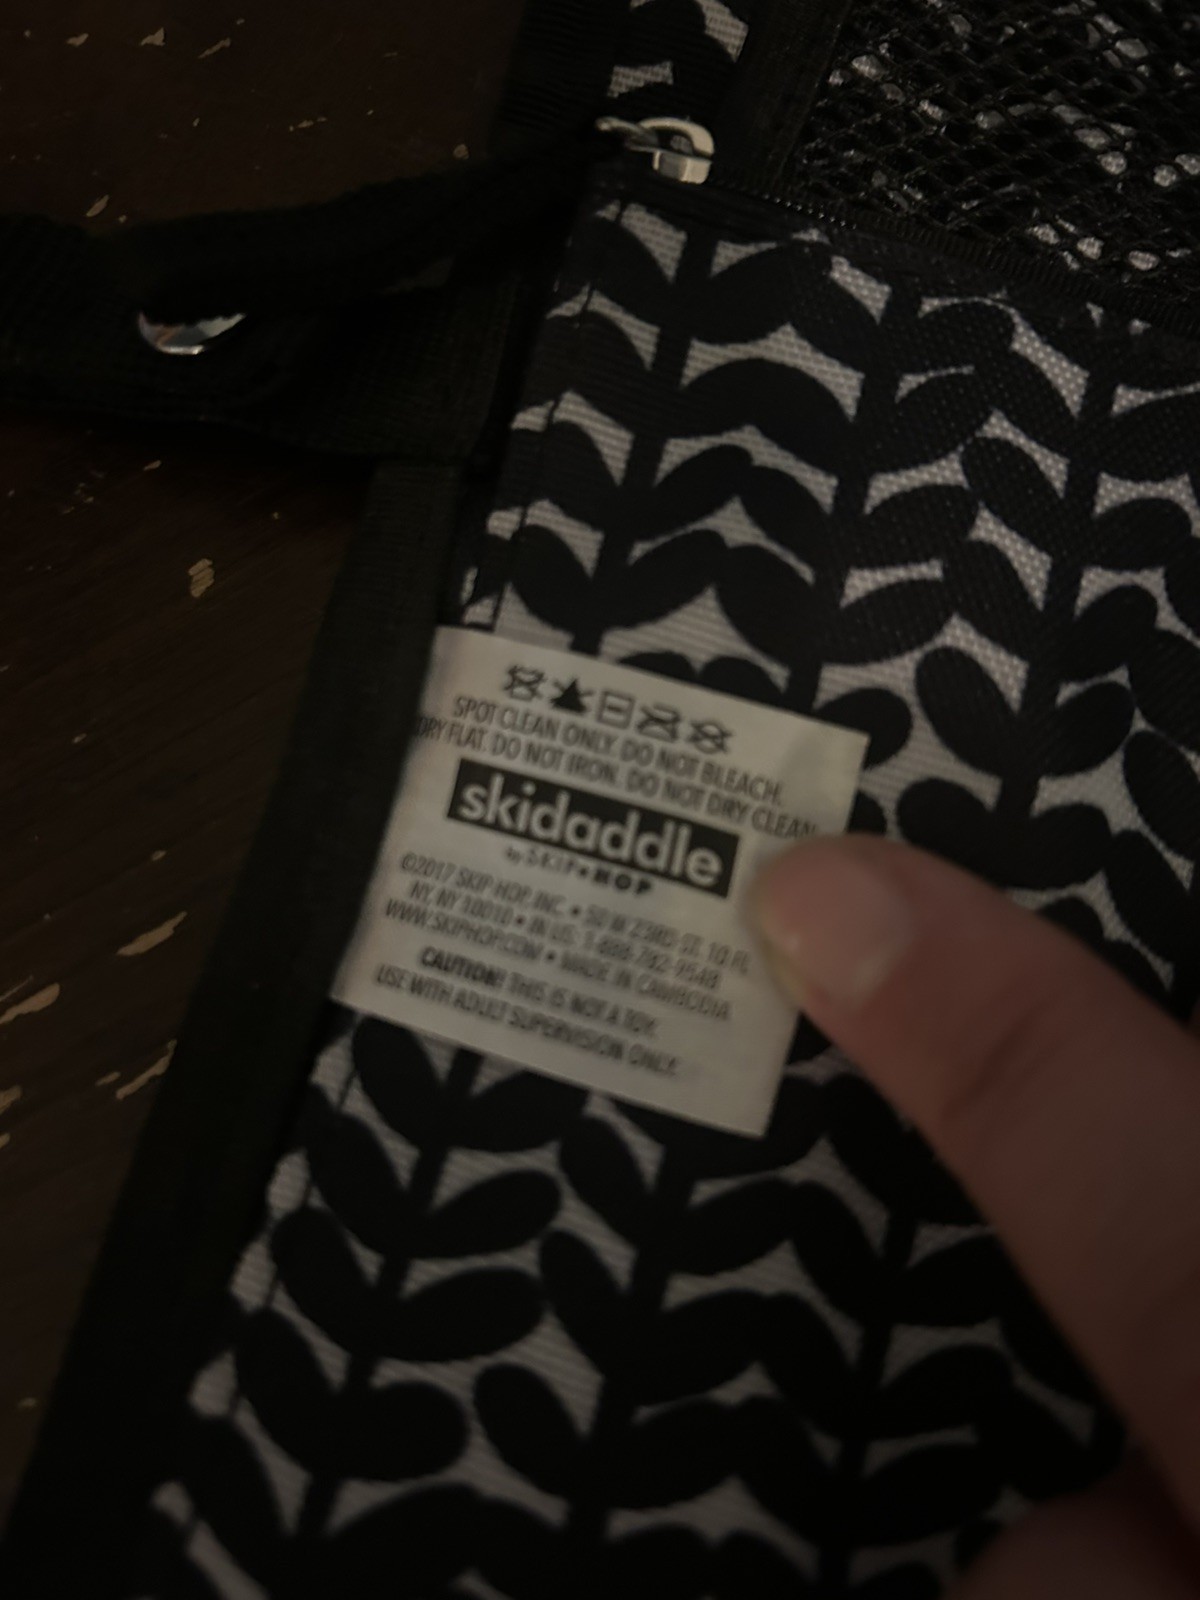 SPOT CLEAN ONLY. DO NOT BLEACH.
DRY FLAT. DO NOT IRON. DO NOT DRY CLEAN.
skidaddle
by SKIP•HOP
©2017 SKIP HOP, INC. • 50 W 23RD ST. 10 FL
NY, NY 10010 • IN US: 1-888-282-9548
WWW.SKIPHOP.COM • MADE IN CAMBODIA
CAUTION! THIS IS NOT A TOY.
USE WITH ADULT SUPERVISION ONLY.